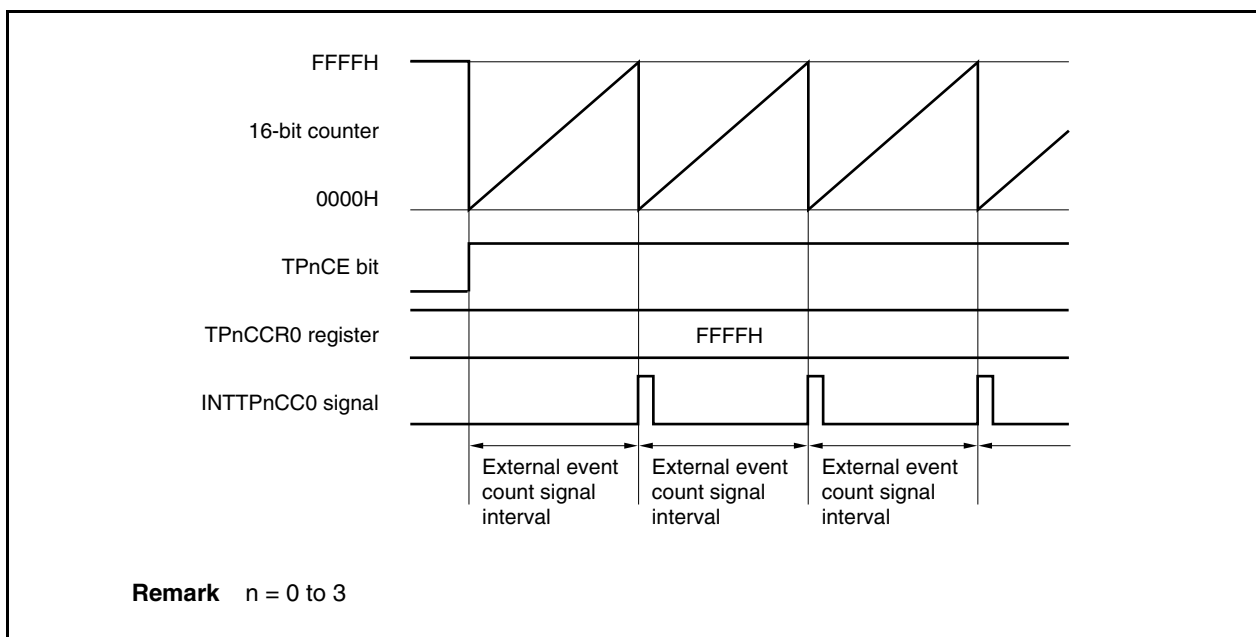 FFFFH
16-bit counter
0000H
TPnCE bit
TPnCCR0 register
FFFFH
INTTPnCC0 signal
External event
count signal
interval
External event
count signal
interval
External event
count signal
interval
Remark n = 0 to 3